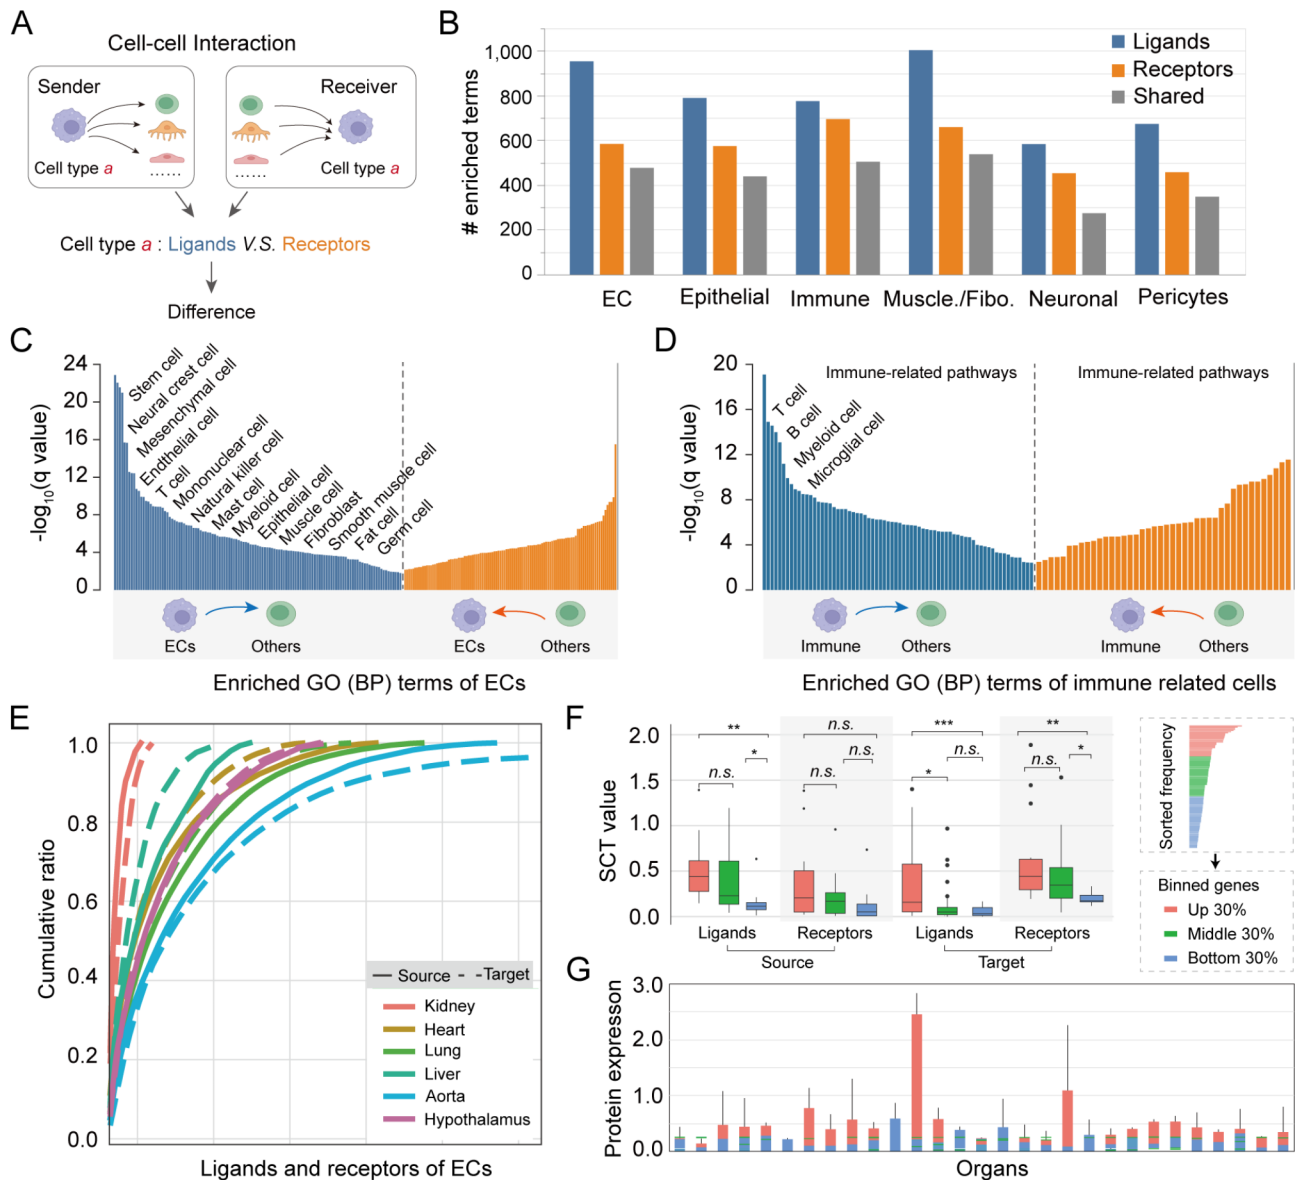 A
Cell-cell Interaction
Sender
Cell type a
......
Receiver
Cell type a
......
Cell type a : Ligands V.S. Receptors
Difference
B
# enriched terms
1,000
800
600
400
200
0
Ligands
Receptors
Shared
EC
Epithelial
Immune
Muscle./Fibo.
Neuronal
Pericytes
C
-log10(q value)
24
20
16
12
8
4
0
Stem cell
Neural crest cell
Mesenchymal cell
Endthelial cell
T cell
Mononuclear cell
Natural killer cell
Mast cell
Myeloid cell
Epithelial cell
Muscle cell
Fibroblast
Smooth muscle cell
Fat cell
Germ cell
ECs
Others
ECs
Others
Enriched GO (BP) terms of ECs
D
-log10(q value)
20
16
12
8
4
0
Immune-related pathways
Immune-related pathways
T cell
B cell
Myeloid cell
Microglial cell
Immune
Others
Immune
Others
Enriched GO (BP) terms of immune related cells
E
Cumulative ratio
1.0
0.8
0.6
0.4
0.2
0.0
Source
Target
Kidney
Heart
Lung
Liver
Aorta
Hypothalamus
Ligands and receptors of ECs
F
SCT value
2.0
1.5
1.0
0.5
0.0
**
*
n.s.
n.s.
n.s.
n.s.
***
n.s.
*
**
*
n.s.
Ligands
Receptors
Ligands
Receptors
Source
Target
Sorted frequency
Binned genes
Up 30%
Middle 30%
Bottom 30%
G
Protein expresson
3.0
2.0
1.0
0.0
Organs